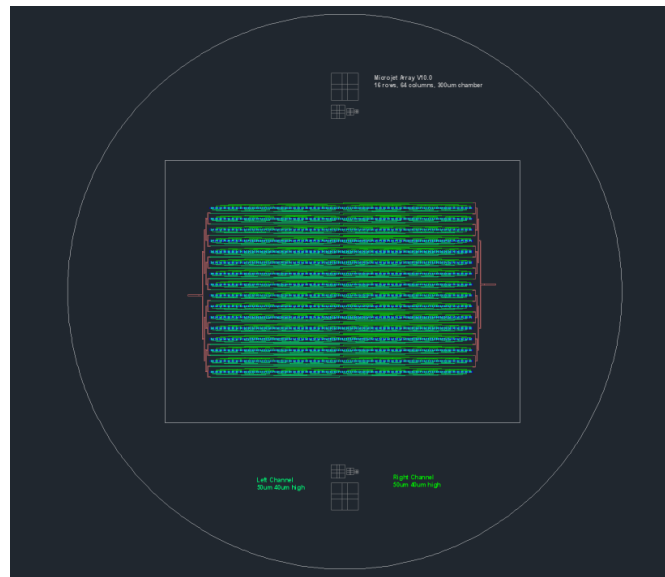 Microjet Array V10.0
16 rows, 64 columns, 300um chamber
Left Channel
50um 40um high
Right Channel
50um 40um high